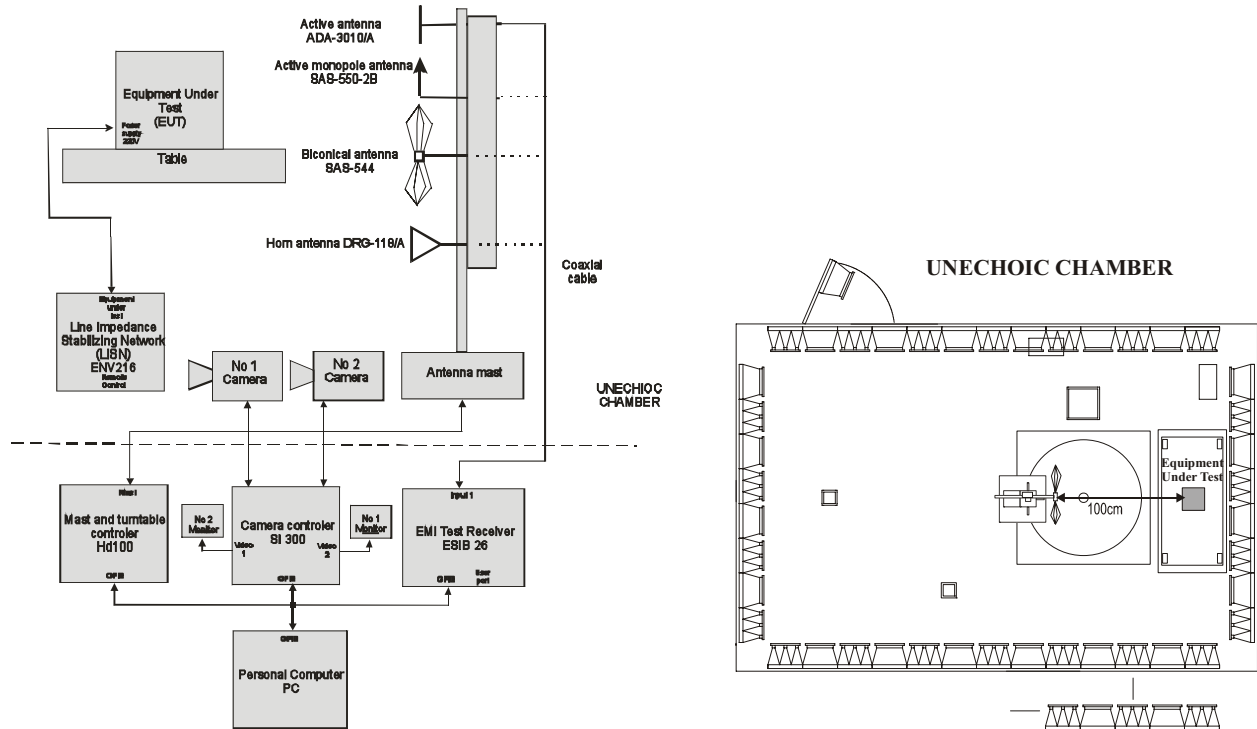 Active antenna
ADA-3010/A
Active monopole antenna
SAS-550-2B
Equipment Under
Test
(EUT)
Power
supply
220V
Table
Biconical antenna
SAS-544
Horn antenna DRG-118/A
Coaxial
cable
Equipment
under
test
Line Impedance
Stabilizing Network
(LISN)
ENV216
Remote
Control
No 1
Camera
No 2
Camera
Antenna mast
UNECHIOC
CHAMBER
Mast and turntable
controler
Hd100
GPIB
No 2
Monitor
Camera controler
SI 300
Video
1
Video
2
GPIB
No 1
Monitor
Input 1
EMI Test Receiver
ESIB 26
GPIB
User
port
GPIB
Personal Computer
PC
UNECHOIC CHAMBER
Equipment
Under Test
100cm